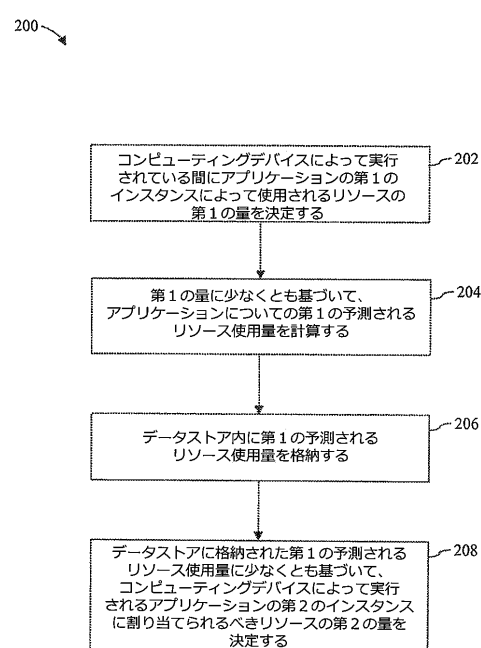 200
コンピューティングデバイスによって実行
されている間にアプリケーションの第1の
インスタンスによって使用されるリソースの
第1の量を決定する
202
第1の量に少なくとも基づいて、
アプリケーションについての第1の予測される
リソース使用量を計算する
204
データストア内に第1の予測される
リソース使用量を格納する
206
データストアに格納された第1の予測される
リソース使用量に少なくとも基づいて、
コンピューティングデバイスによって実行
されるアプリケーションの第2のインスタンス
に割り当てられるべきリソースの第2の量を
決定する
208